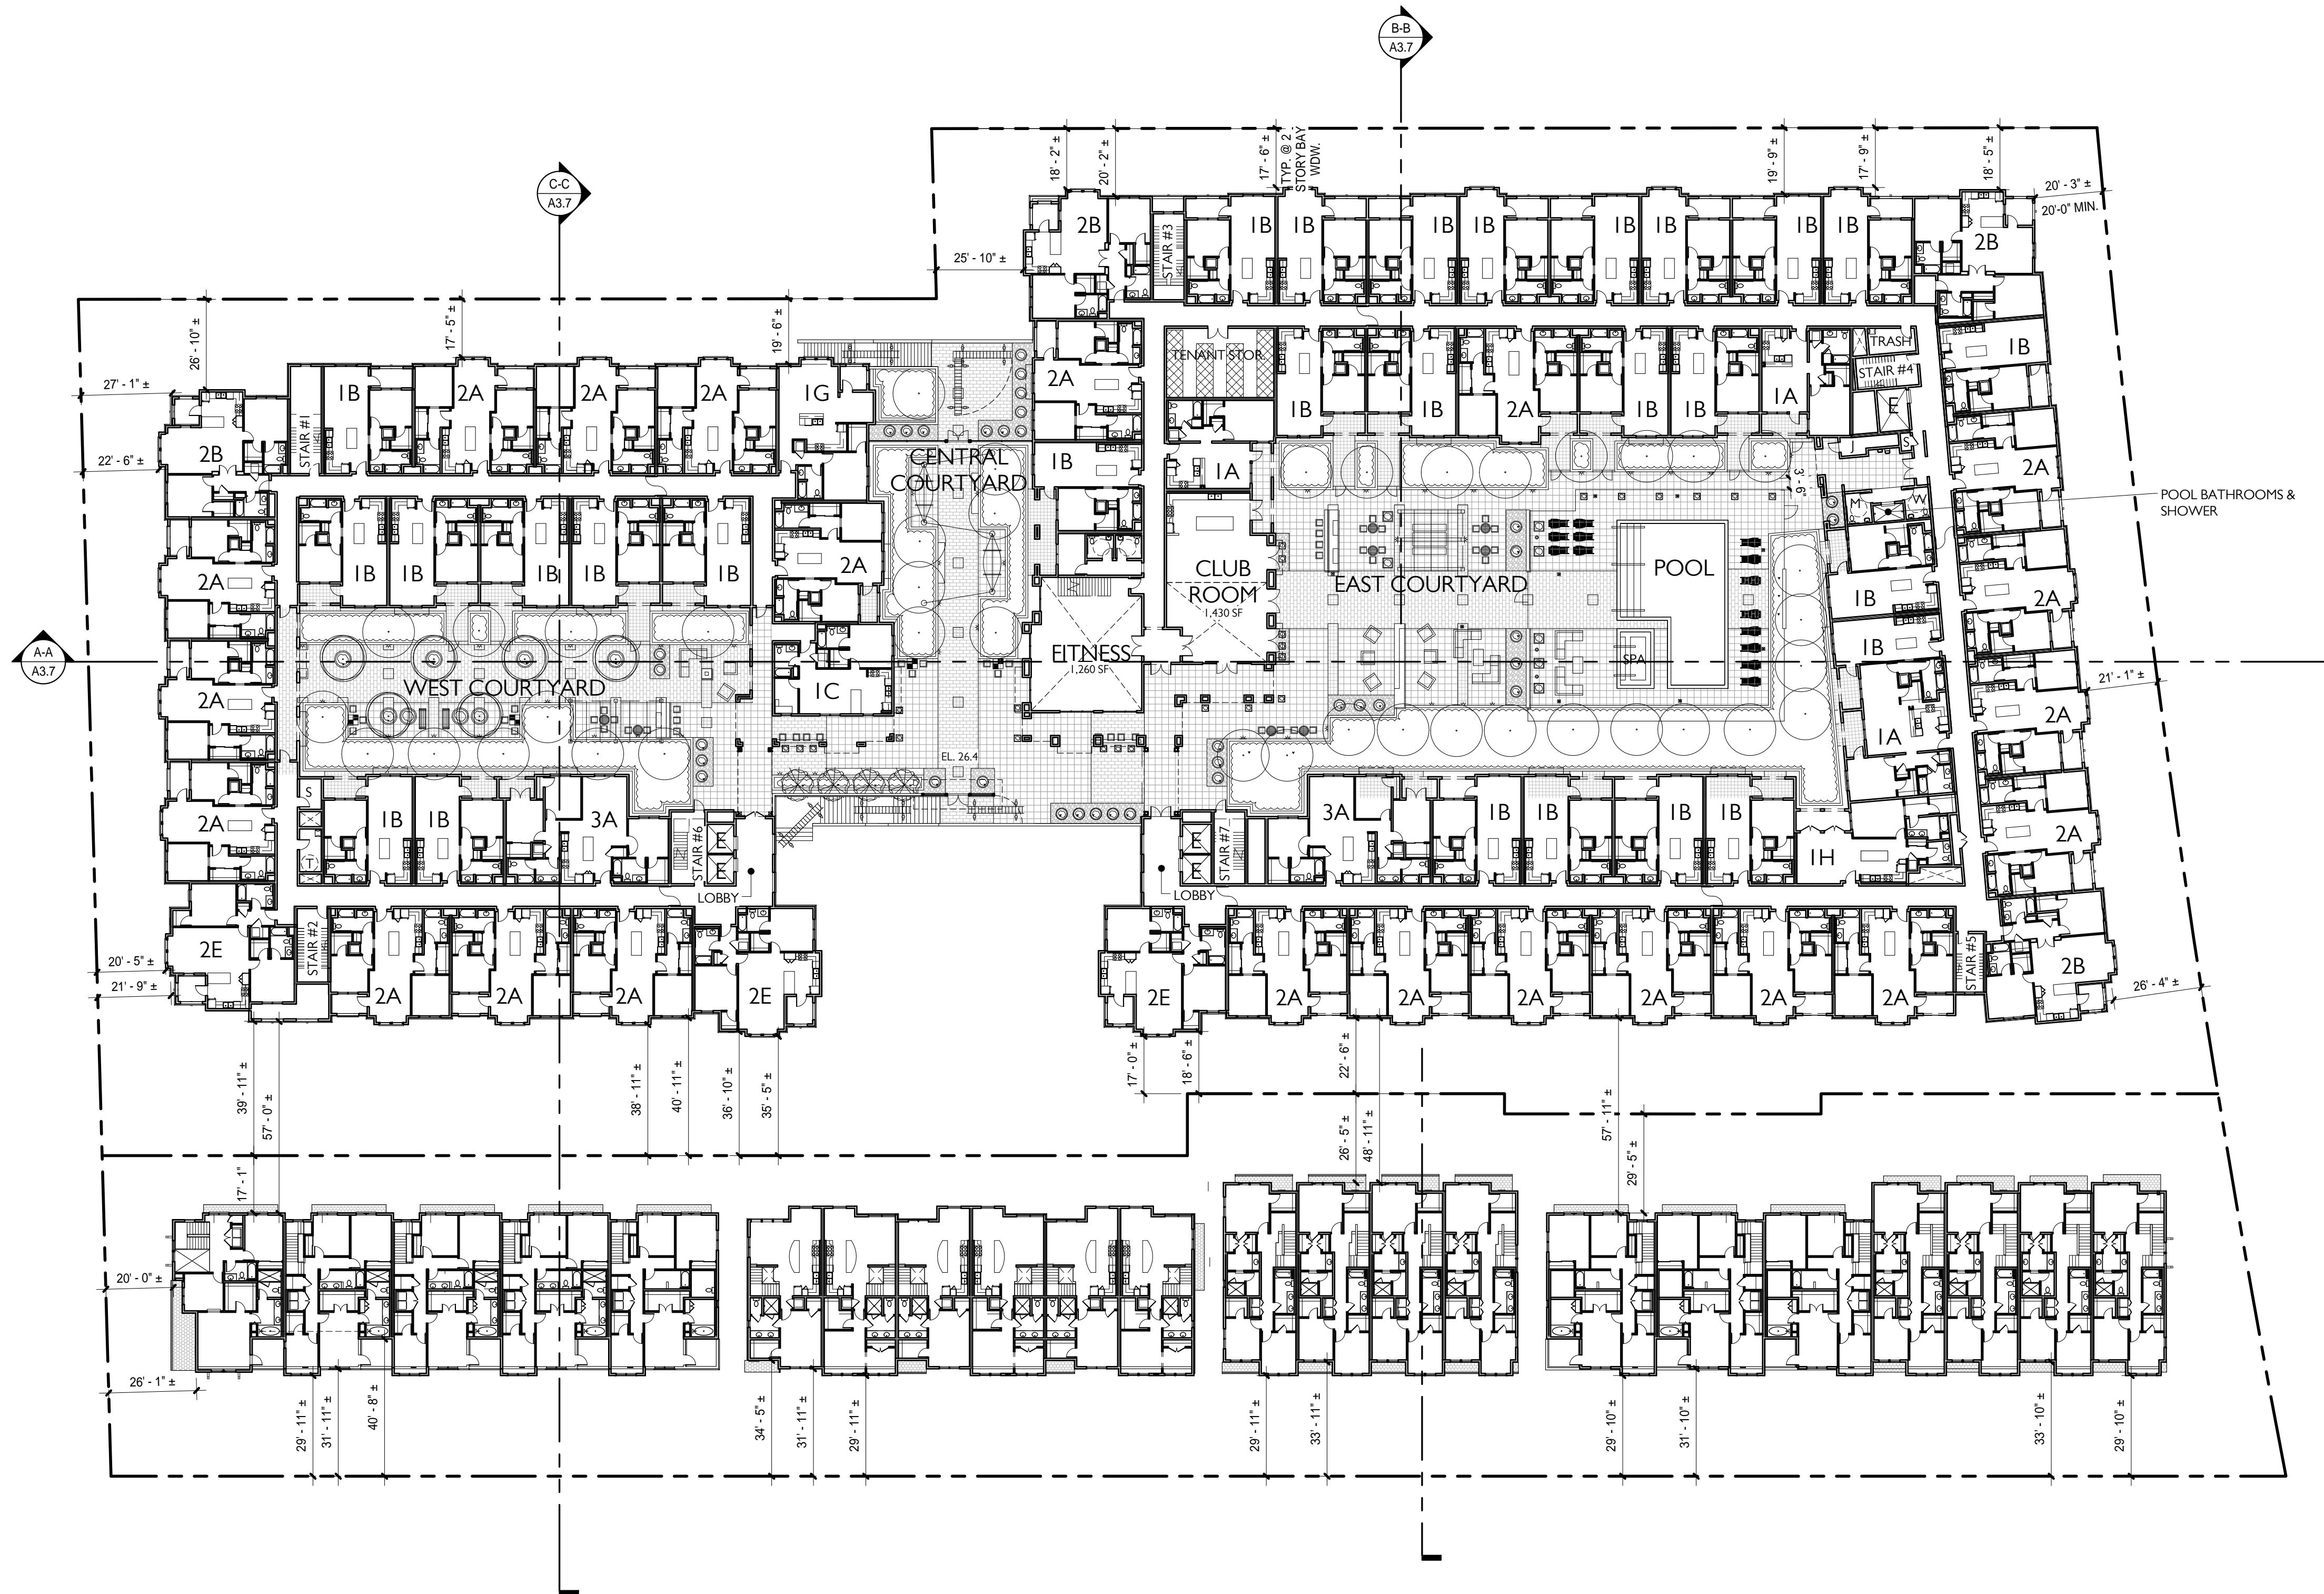 B-B
A3.7
C-C
A3.7
18' - 2" ±
20' - 2" ±
17' - 6" ±
TYP. @ 2 -
STORY BAY
WDW.
19' - 9" ±
17' - 9" ±
18' - 5" ±
20' - 3" ±
20'-0" MIN.
25' - 10" ±
2B
STAIR #3
1B
1B
1B
1B
1B
1B
1B
1B
2B
26' - 10" ±
17' - 5" ±
19' - 6" ±
27' - 1" ±
22' - 6" ±
2B
STAIR #1
1B
2A
2A
2A
1G
2A
TENANT STOR.
1B
1B
2A
1B
1B
1A
TRASH
STAIR #4
E
1B
CENTRAL
COURTYARD
1B
1A
J
S
3' - 6"
2A
POOL BATHROOMS &
SHOWER
M
W
2A
1B
1B
1B
1B
1B
2A
CLUB
ROOM
1,430 SF
EAST COURTYARD
POOL
1B
2A
A-A
A3.7
FITNESS
1,260 SF
SPA
1B
WEST COURTYARD
1C
2A
2A
21' - 1" ±
1A
EL. 26.4
2A
S
T
1B
1B
3A
STAIR #6
E
E
LOBBY
E
E
STAIR #7
LOBBY
3A
1B
1B
1B
1B
1H
2A
2E
STAIR #2
2A
2A
2A
2E
2E
2A
2A
2A
2A
2A
2A
STAIR #5
2B
20' - 5" ±
21' - 9" ±
26' - 4" ±
39' - 11" ±
57' - 0" ±
38' - 11" ±
40' - 11" ±
36' - 10" ±
35' - 5" ±
17' - 0" ±
18' - 6" ±
22' - 6" ±
26' - 5" ±
48' - 11" ±
57' - 11" ±
29' - 5" ±
17' - 1"
20' - 0" ±
26' - 1" ±
29' - 11" ±
31' - 11" ±
40' - 8" ±
34' - 5" ±
31' - 11" ±
29' - 11" ±
29' - 11" ±
33' - 11" ±
29' - 10" ±
31' - 10" ±
33' - 10" ±
29' - 10" ±